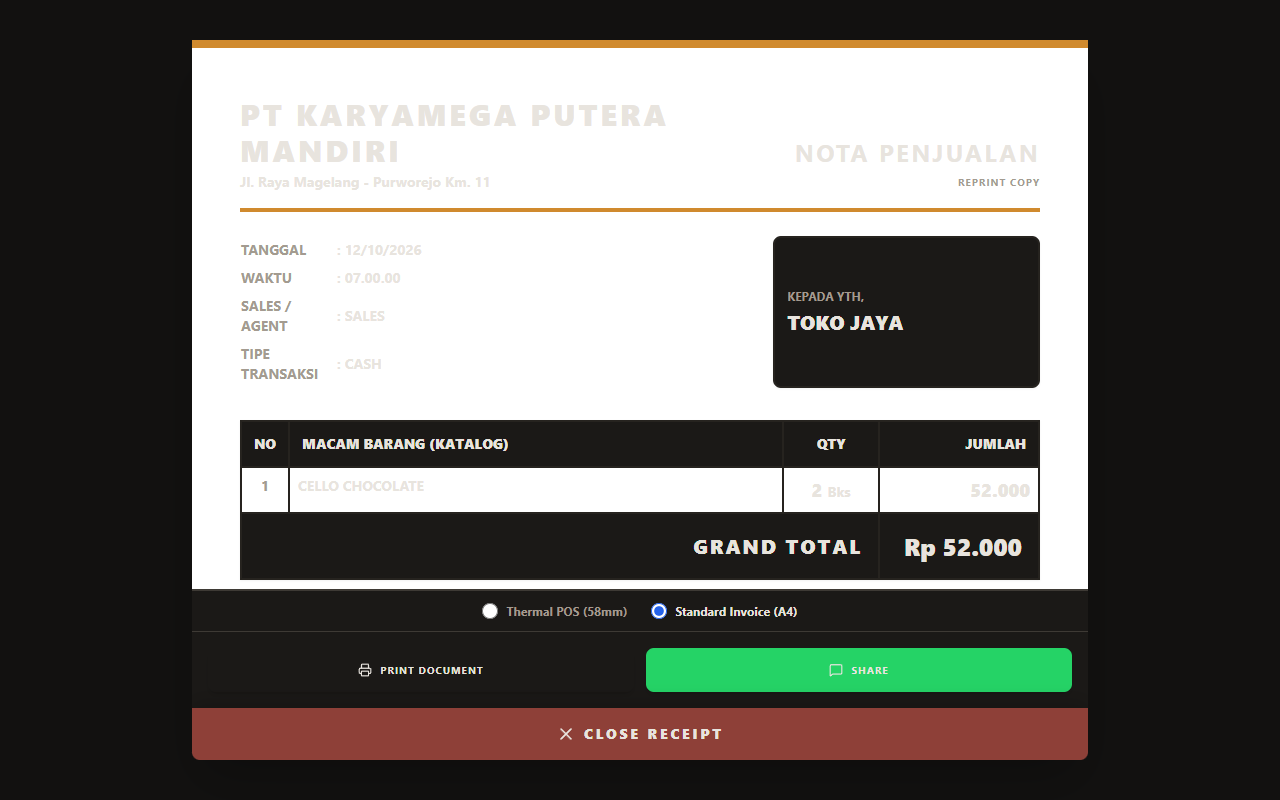 PT KARYAMEGA PUTERA
MANDIRI
Jl. Raya Magelang - Purworejo Km. 11
NOTA PENJUALAN
REPRINT COPY
TANGGAL : 12/10/2026
WAKTU : 07.00.00
SALES /
AGENT : SALES
TIPE
TRANSAKSI : CASH
KEPADA YTH,
TOKO JAYA
NO MACAM BARANG (KATALOG) QTY JUMLAH
1 CELLO CHOCOLATE 2 Bks 52.000
GRAND TOTAL Rp 52.000
Thermal POS (58mm) Standard Invoice (A4)
PRINT DOCUMENT SHARE
CLOSE RECEIPT